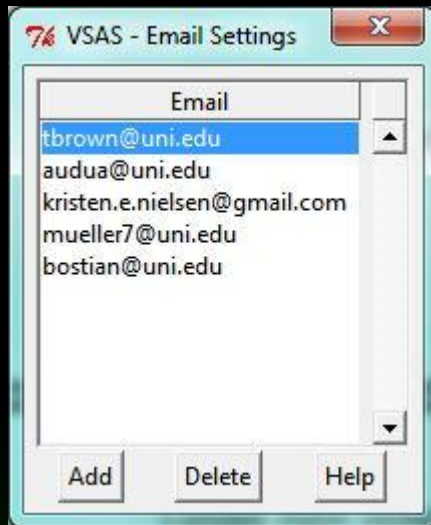 VSAS - Email Settings
Email
tbrown@uni.edu
audua@uni.edu
kristen.e.nielsen@gmail.com
mueller7@uni.edu
bostian@uni.edu
Add Delete Help